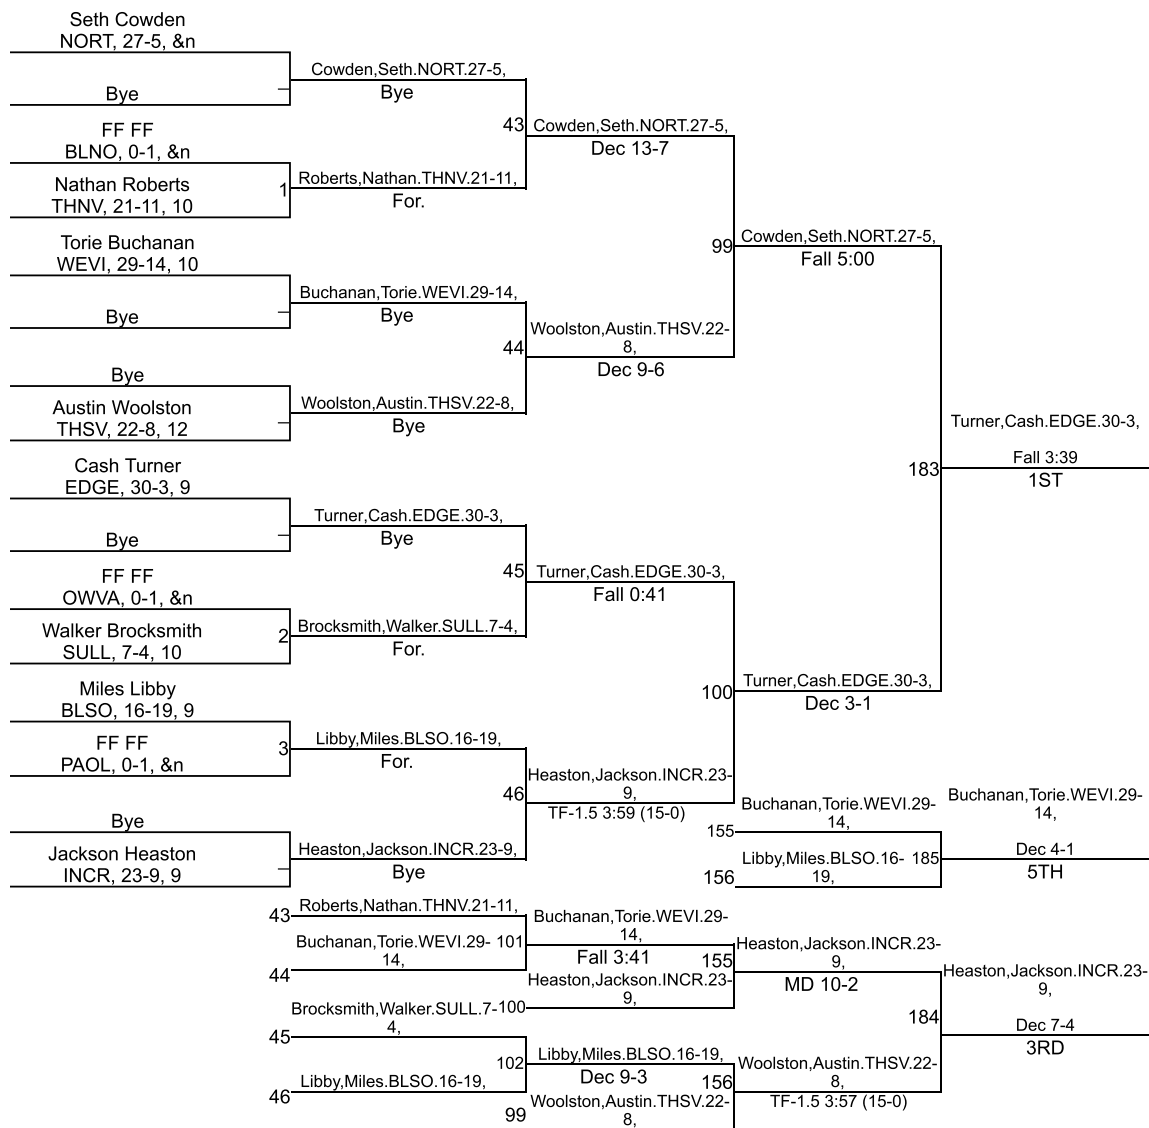 Seth Cowden
NORT, 27-5, &n
Bye
FF FF
BLNO, 0-1, &n
Nathan Roberts
THNV, 21-11, 10
Torie Buchanan
WEVI, 29-14, 10
Bye
Bye
Austin Woolston
THSV, 22-8, 12
Cash Turner
EDGE, 30-3, 9
Bye
FF FF
OWVA, 0-1, &n
Walker Brocksmith
SULL, 7-4, 10
Miles Libby
BLSO, 16-19, 9
FF FF
PAOL, 0-1, &n
Bye
Jackson Heaston
INCR, 23-9, 9
1
2
3
Cowden,Seth.NORT.27-5,
Bye
Roberts,Nathan.THNV.21-11,
For.
Buchanan,Torie.WEVI.29-14,
Bye
Woolston,Austin.THSV.22-8,
Bye
Turner,Cash.EDGE.30-3,
Bye
Brocksmith,Walker.SULL.7-4,
For.
Libby,Miles.BLSO.16-19,
For.
Heaston,Jackson.INCR.23-9,
Bye
43
44
45
46
Cowden,Seth.NORT.27-5,
Dec 13-7
Woolston,Austin.THSV.22-
8,
Dec 9-6
Turner,Cash.EDGE.30-3,
Fall 0:41
Heaston,Jackson.INCR.23-
9,
TF-1.5 3:59 (15-0)
99
100
Cowden,Seth.NORT.27-5,
Fall 5:00
Turner,Cash.EDGE.30-3,
Dec 3-1
183
Turner,Cash.EDGE.30-3,
Fall 3:39
1ST
155
Buchanan,Torie.WEVI.29-
14,
156
Libby,Miles.BLSO.16-
19,
185
Buchanan,Torie.WEVI.29-
14,
Dec 4-1
5TH
43
Roberts,Nathan.THNV.21-11,
44
Buchanan,Torie.WEVI.29-
14,
101
45
Brocksmith,Walker.SULL.7-
4,
46
Libby,Miles.BLSO.16-19,
102
Buchanan,Torie.WEVI.29-
14,
Fall 3:41
100
Heaston,Jackson.INCR.23-
9,
155
Libby,Miles.BLSO.16-19,
Dec 9-3
99
Woolston,Austin.THSV.22-
8,
156
Heaston,Jackson.INCR.23-
9,
MD 10-2
Woolston,Austin.THSV.22-
8,
TF-1.5 3:57 (15-0)
184
Heaston,Jackson.INCR.23-
9,
Dec 7-4
3RD